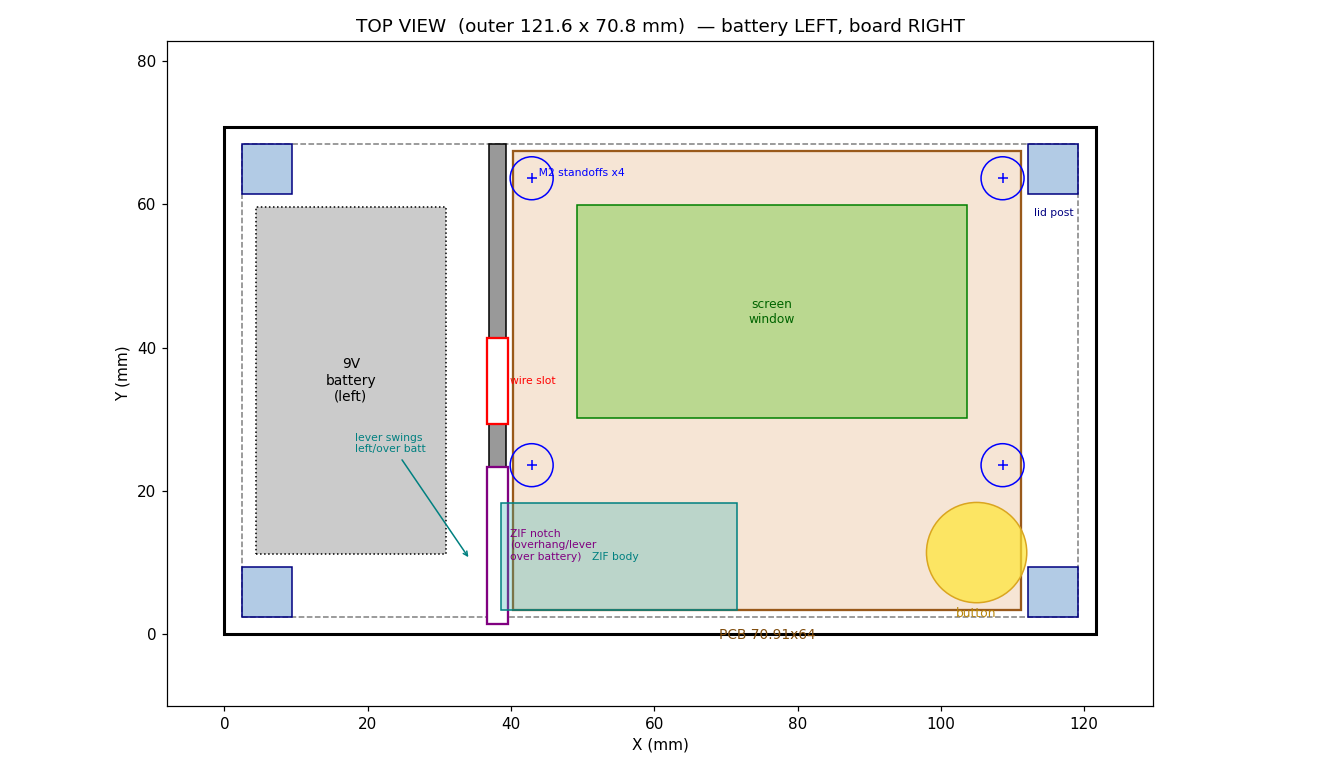 TOP VIEW  (outer 121.6 x 70.8 mm)  — battery LEFT, board RIGHT
80
60
40
20
0
Y (mm)
M2 standoffs x4
lid post
screen
window
9V
battery
(left)
wire slot
lever swings
left/over batt
ZIF notch
(overhang/lever
over battery)
ZIF body
button
PCB 70.91x64
0
20
40
60
80
100
120
X (mm)